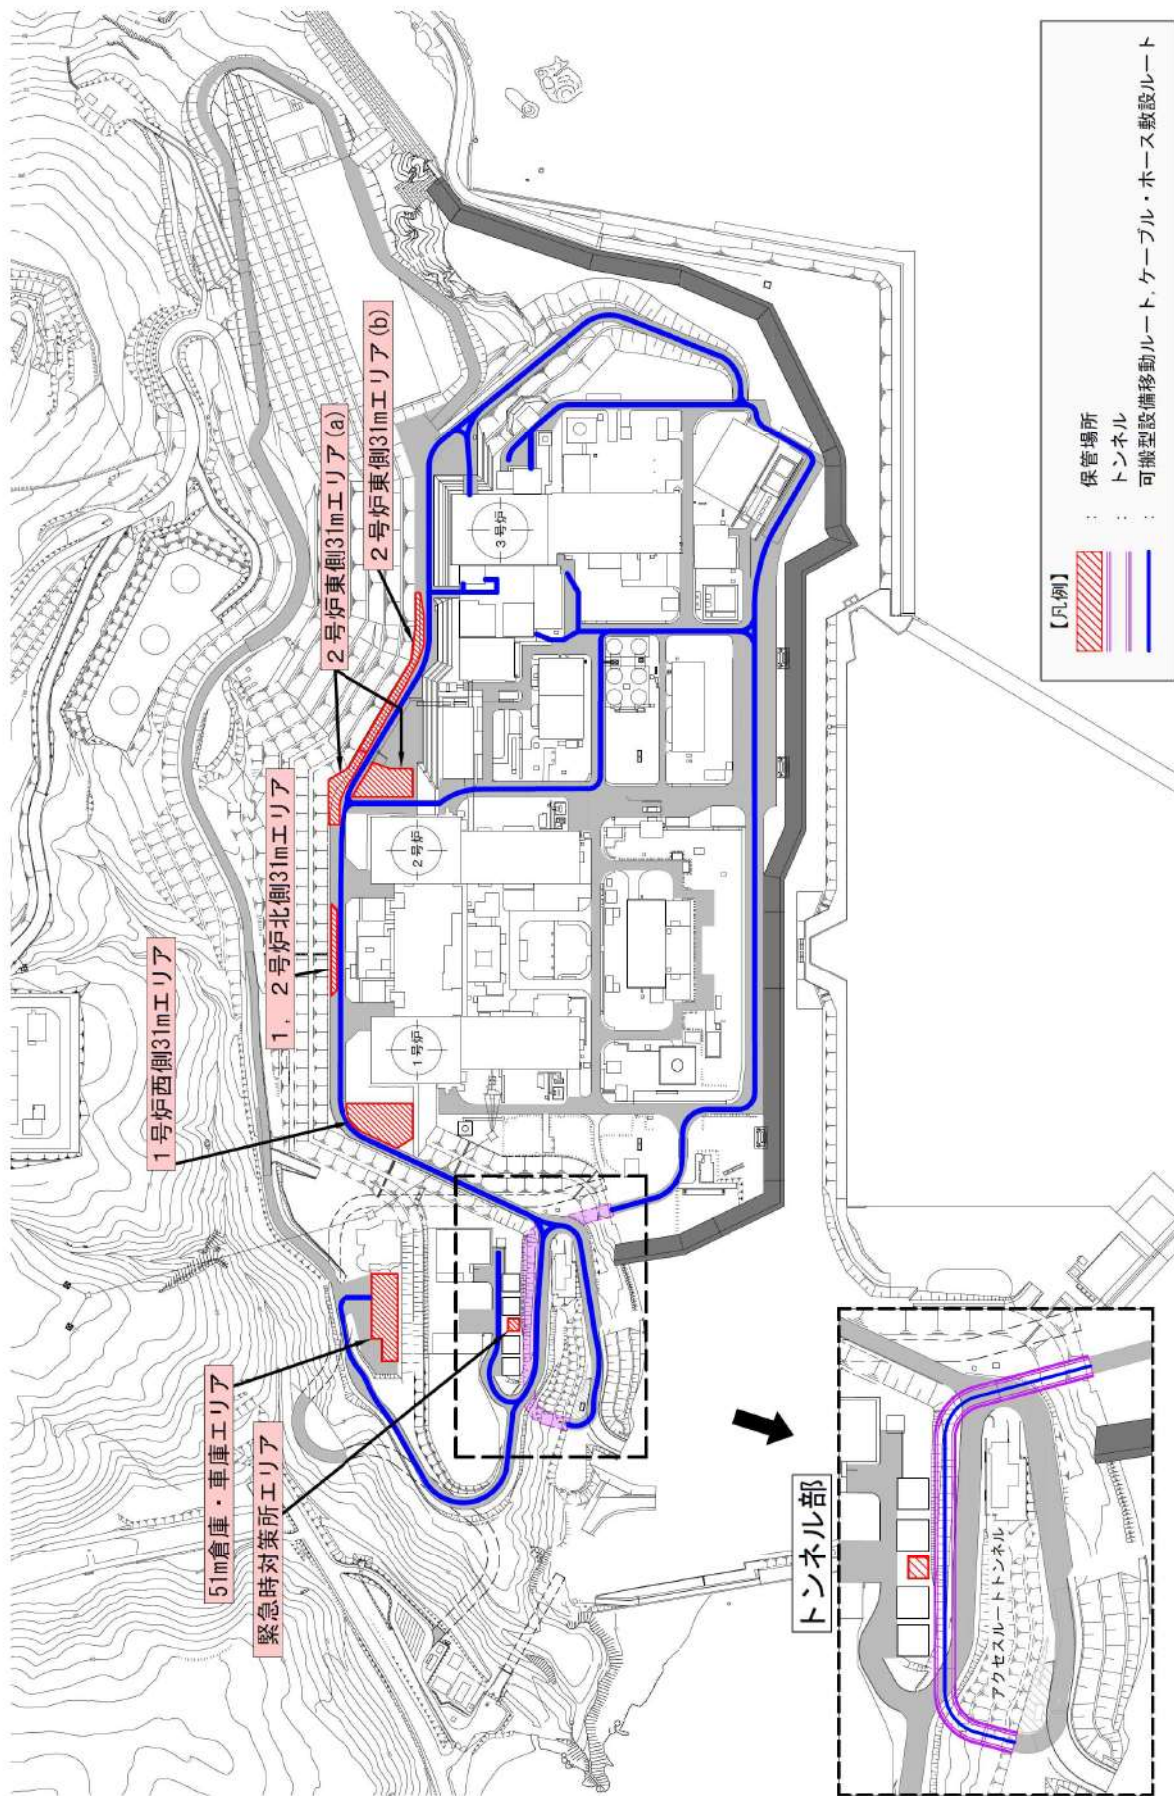 51m倉庫・車庫エリア
緊急時対策所エリア
1号炉西側31mエリア
1,2号炉北側31mエリア
2号炉東側31mエリア(a)
2号炉東側31mエリア(b)
1号炉
2号炉
3号炉
トンネル部
アクセスルートトンネル
【凡例】
: 保管場所
: トンネル
: 可搬型設備移動ルート,ケーブル・ホース敷設ルート